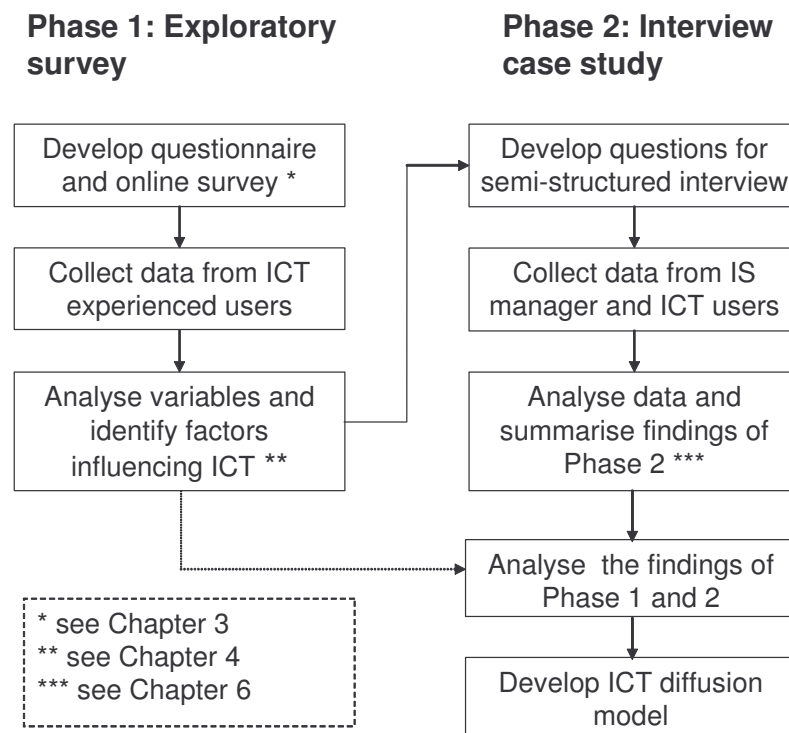 Phase 1: Exploratory
survey
Develop questionnaire
and online survey *
Collect data from ICT
experienced users
Analyse variables and
identify factors
influencing ICT **
* see Chapter 3
** see Chapter 4
*** see Chapter 6
Phase 2: Interview
case study
Develop questions for
semi-structured interview
Collect data from IS
manager and ICT users
Analyse data and
summarise findings of
Phase 2 ***
Analyse the findings of
Phase 1 and 2
Develop ICT diffusion
model